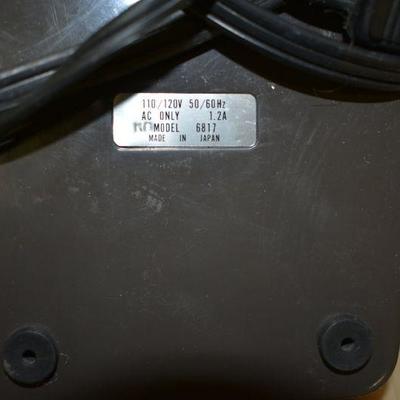 110/120V 50/60Hz
AC ONLY 1.2A
MODEL 6817
MADE IN JAPAN